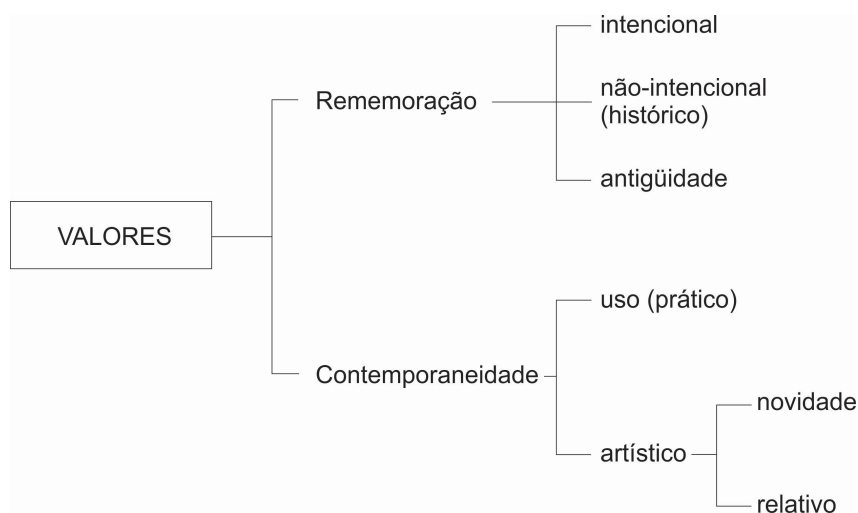 intencional
Rememoração
não-intencional
(histórico)
antigüidade
VALORES
uso (prático)
Contemporaneidade
novidade
artístico
relativo